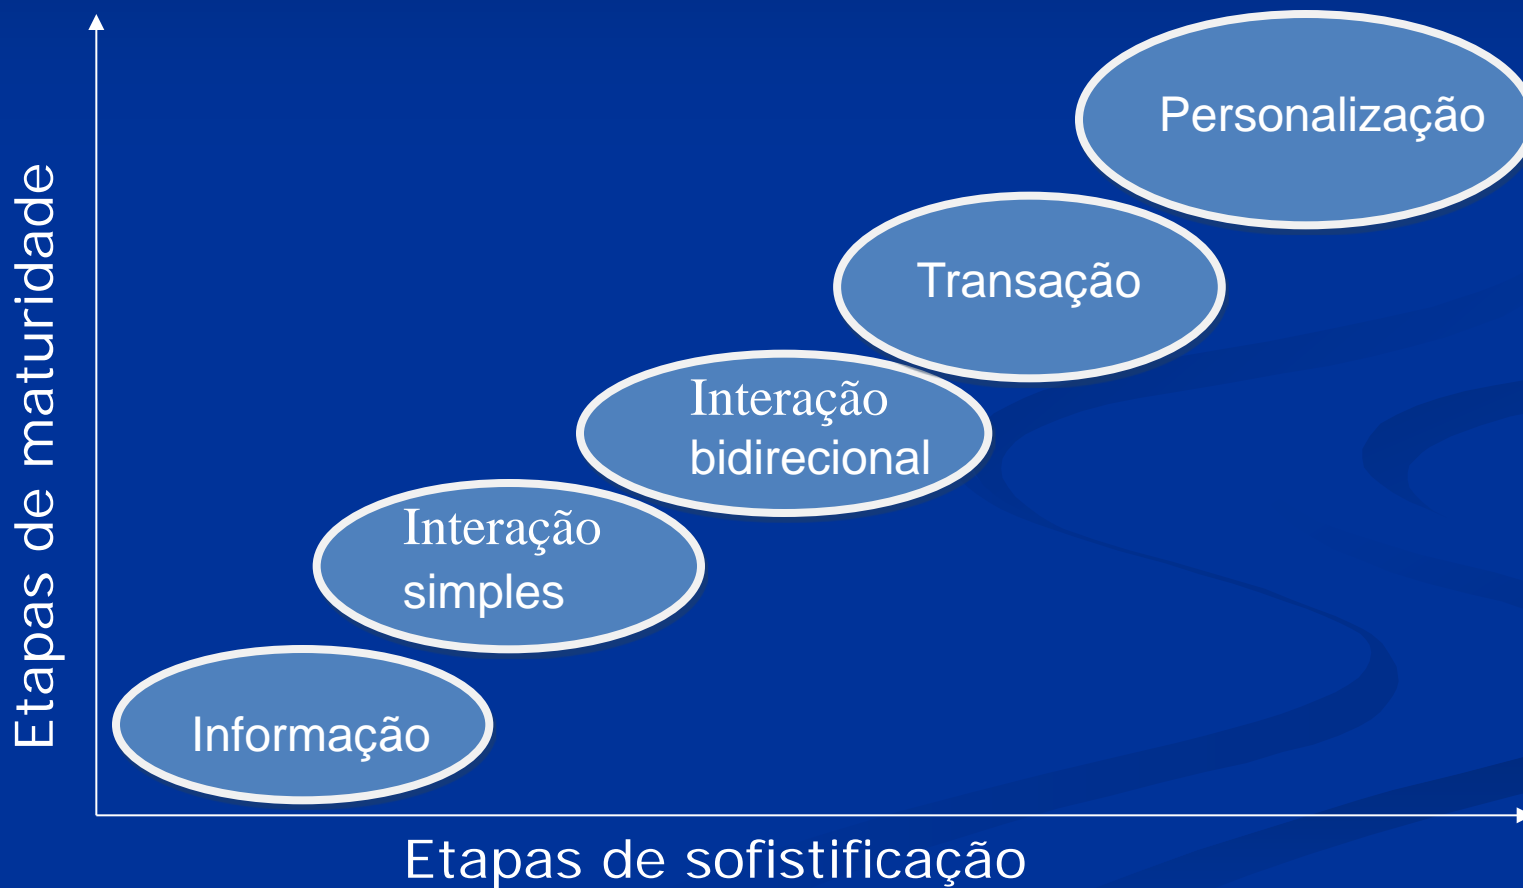 Personalização
Transação
Interação
bidirecional
Interação
simples
Informação
Etapas de maturidade
Etapas de sofistificação